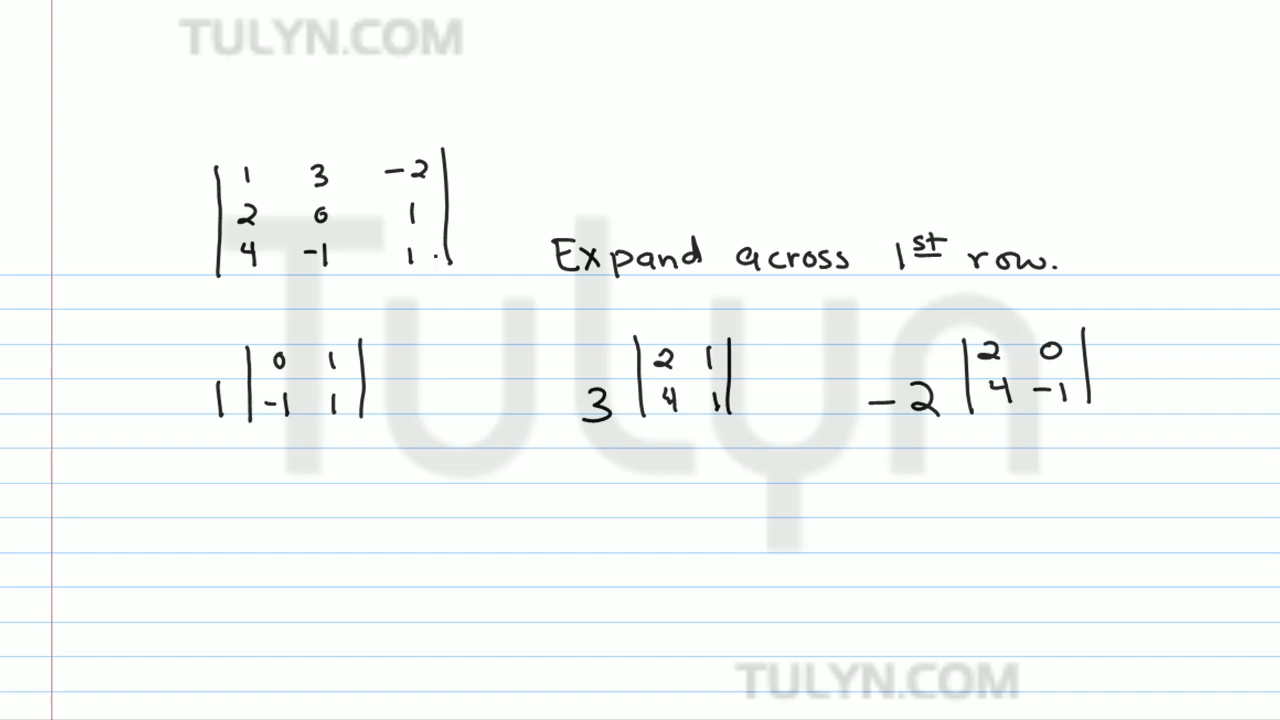 TULYN.COM
1 3 -2
2 0 1
4 -1 1.
Expand across 1st row.
1 | 0 1 | 3 | 2 1 | -2 | 2 0 |
| -1 1 | | 4 1 | | 4 -1 |
TuLyn
TULYN.COM